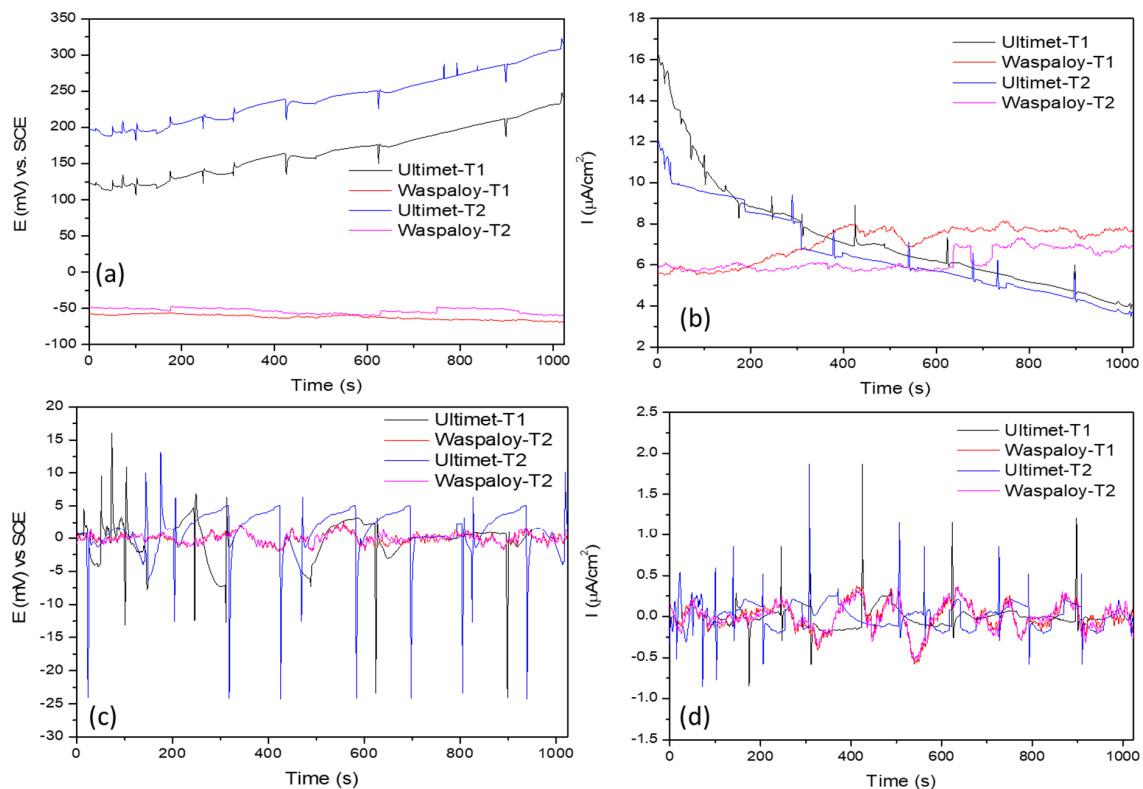 350
300
250
200
150
100
50
0
-50
-100
E (mV) vs. SCE
Ultimet-T1
Waspaloy-T1
Ultimet-T2
Waspaloy-T2
(a)
0 200 400 600 800 1000
Time (s)
18
16
14
12
10
8
6
4
2
I (µA/cm²)
Ultimet-T1
Waspaloy-T1
Ultimet-T2
Waspaloy-T2
(b)
0 200 400 600 800 1000
Time (s)
20
15
10
5
0
-5
-10
-15
-20
-25
-30
E (mV) vs SCE
Ultimet-T1
Waspaloy-T2
Ultimet-T2
Waspaloy-T2
(c)
0 200 400 600 800 1000
Time (s)
2.5
2.0
1.5
1.0
0.5
0.0
-0.5
-1.0
-1.5
I (µA/cm²)
Ultimet-T1
Waspaloy-T1
Ultimet-T2
Waspaloy-T2
(d)
0 200 400 600 800 1000
Time (s)